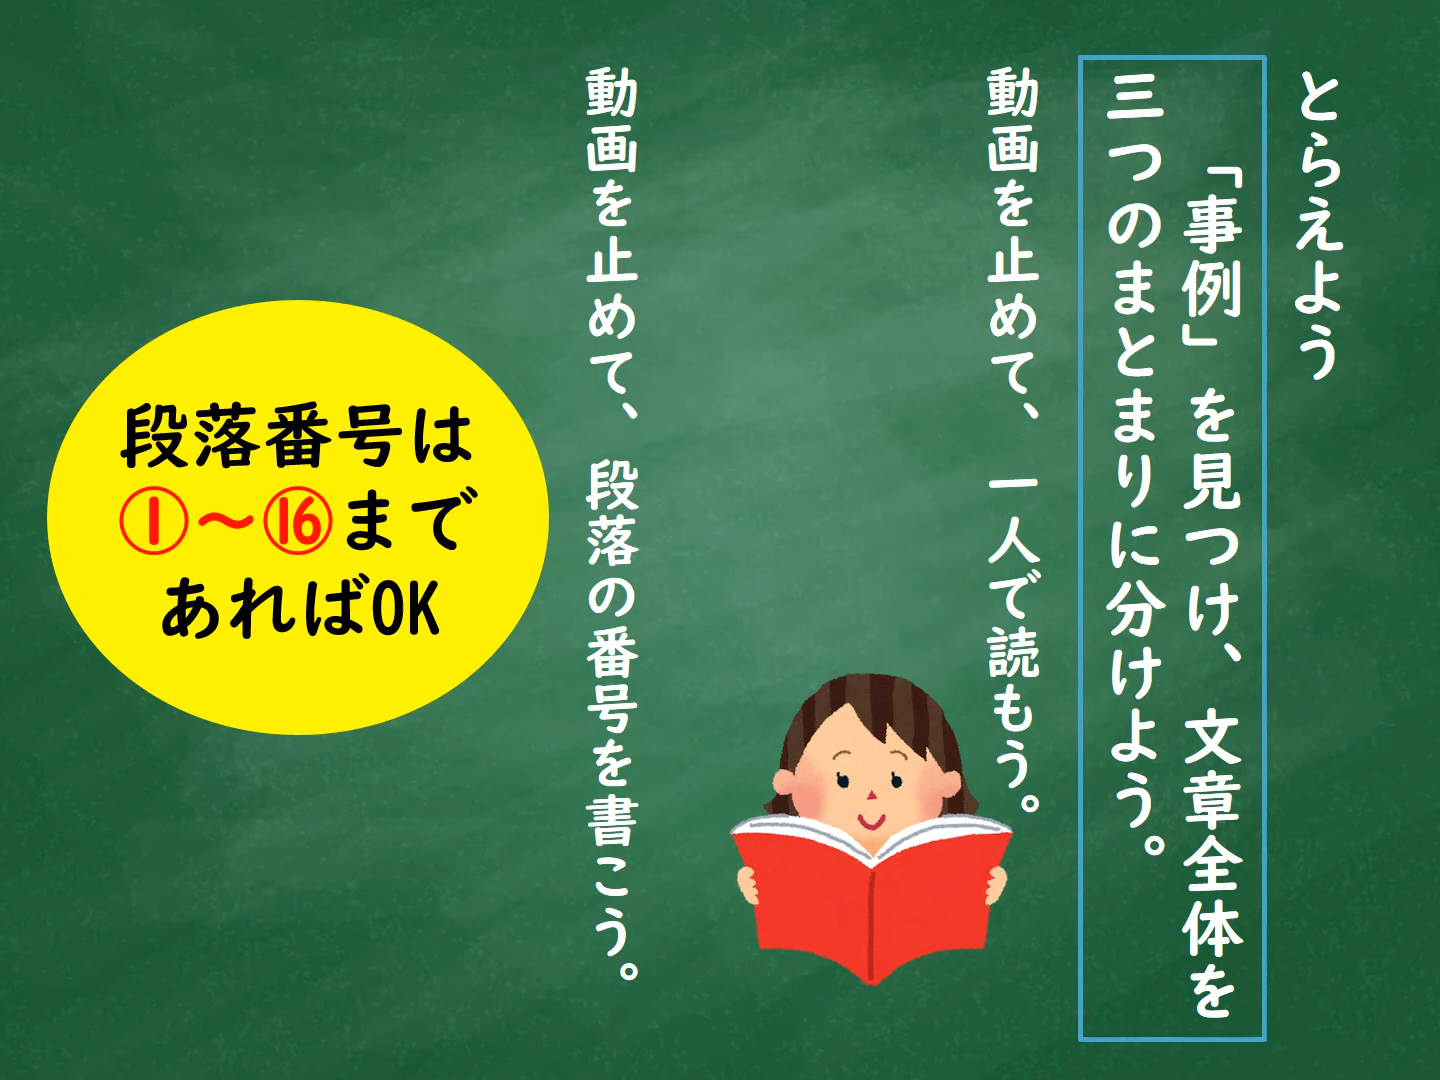 とらえよう
「事例」を見つけ、文章全体を
三つのまとまりに分けよう。
動画を止めて、一人で読もう。
動画を止めて、段落の番号を書こう。
段落番号は
①～⑯まで
あればOK